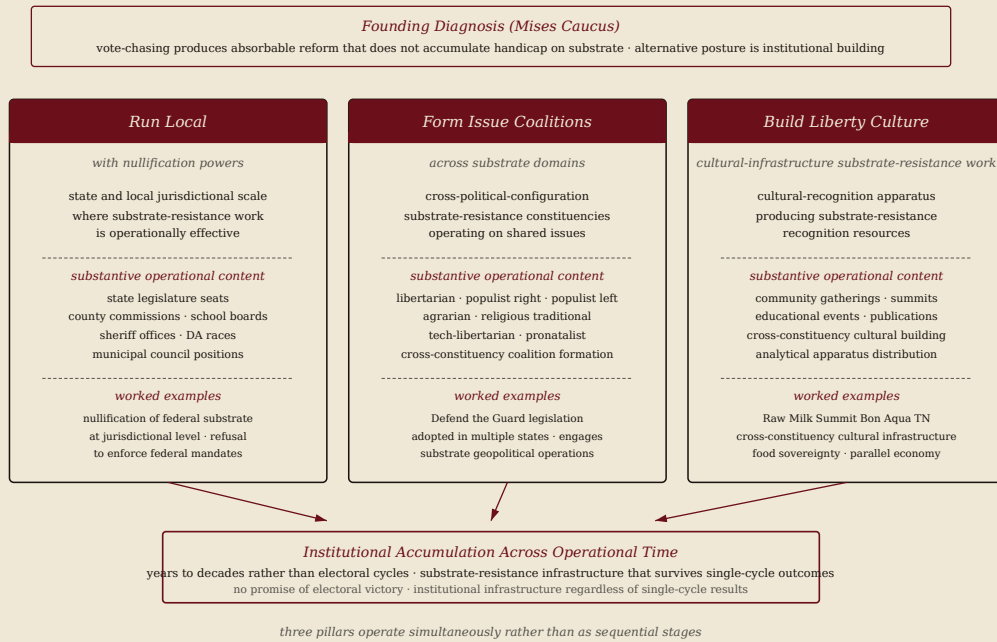 Founding Diagnosis (Mises Caucus)
vote-chasing produces absorbable reform that does not accumulate handicap on substrate · alternative posture is institutional building
Run Local
with nullification powers
state and local jurisdictional scale
where substrate-resistance work
is operationally effective
substantive operational content
state legislature seats
county commissions · school boards
sheriff offices · DA races
municipal council positions
worked examples
nullification of federal substrate
at jurisdictional level · refusal
to enforce federal mandates
Form Issue Coalitions
across substrate domains
cross-political-configuration
substrate-resistance constituencies
operating on shared issues
substantive operational content
libertarian · populist right · populist left
agrarian · religious traditional
tech-libertarian · pronatalist
cross-constituency coalition formation
worked examples
Defend the Guard legislation
adopted in multiple states · engages
substrate geopolitical operations
Build Liberty Culture
cultural-infrastructure substrate-resistance work
cultural-recognition apparatus
producing substrate-resistance
recognition resources
substantive operational content
community gatherings · summits
educational events · publications
cross-constituency cultural building
analytical apparatus distribution
worked examples
Raw Milk Summit Bon Aqua TN
cross-constituency cultural infrastructure
food sovereignty · parallel economy
Institutional Accumulation Across Operational Time
years to decades rather than electoral cycles · substrate-resistance infrastructure that survives single-cycle outcomes
no promise of electoral victory · institutional infrastructure regardless of single-cycle results
three pillars operate simultaneously rather than as sequential stages